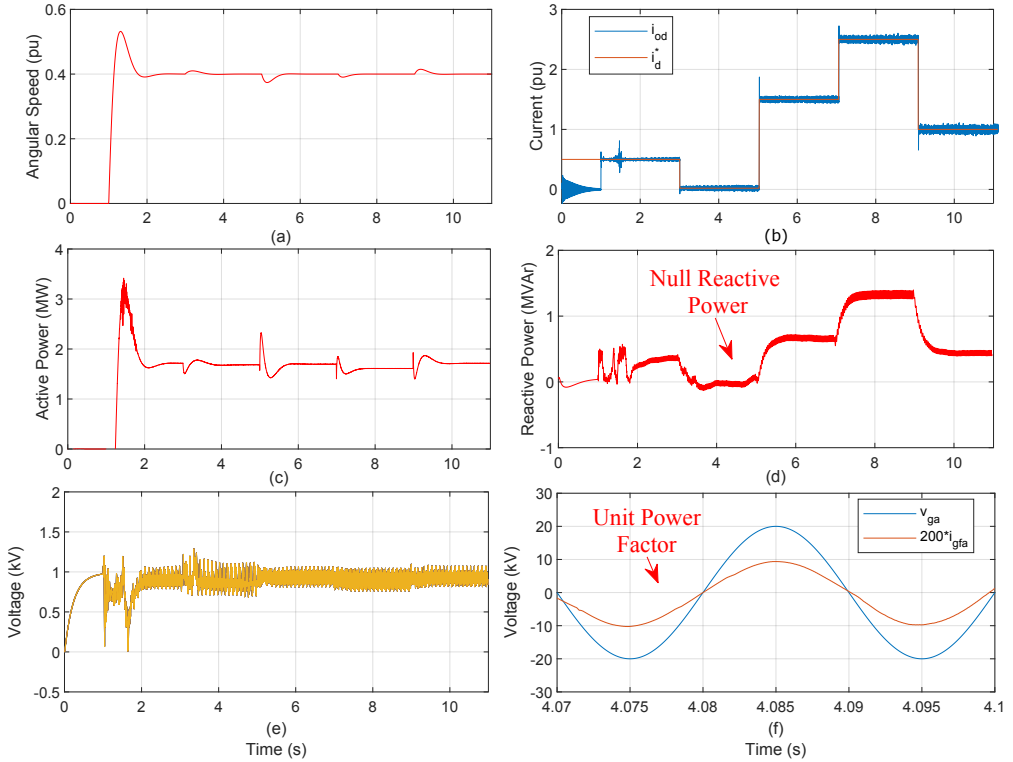 0.6
0.4
0.2
0
Angular Speed (pu)
0 2 4 6 8 10
(a)
3
2
1
0
Current (pu)
i_od
i_d^*
0 2 4 6 8 10
(b)
4
3
2
1
0
Active Power (MW)
0 2 4 6 8 10
(c)
2
1
0
-1
Reactive Power (MVAr)
Null Reactive
Power
0 2 4 6 8 10
(d)
2
1.5
1
0.5
0
-0.5
Voltage (kV)
0 2 4 6 8 10
(e)
Time (s)
30
20
10
0
-10
-20
-30
Voltage (kV)
Unit Power
Factor
v_ga
200*i_gfa
4.07 4.075 4.08 4.085 4.09 4.095 4.1
(f)
Time (s)